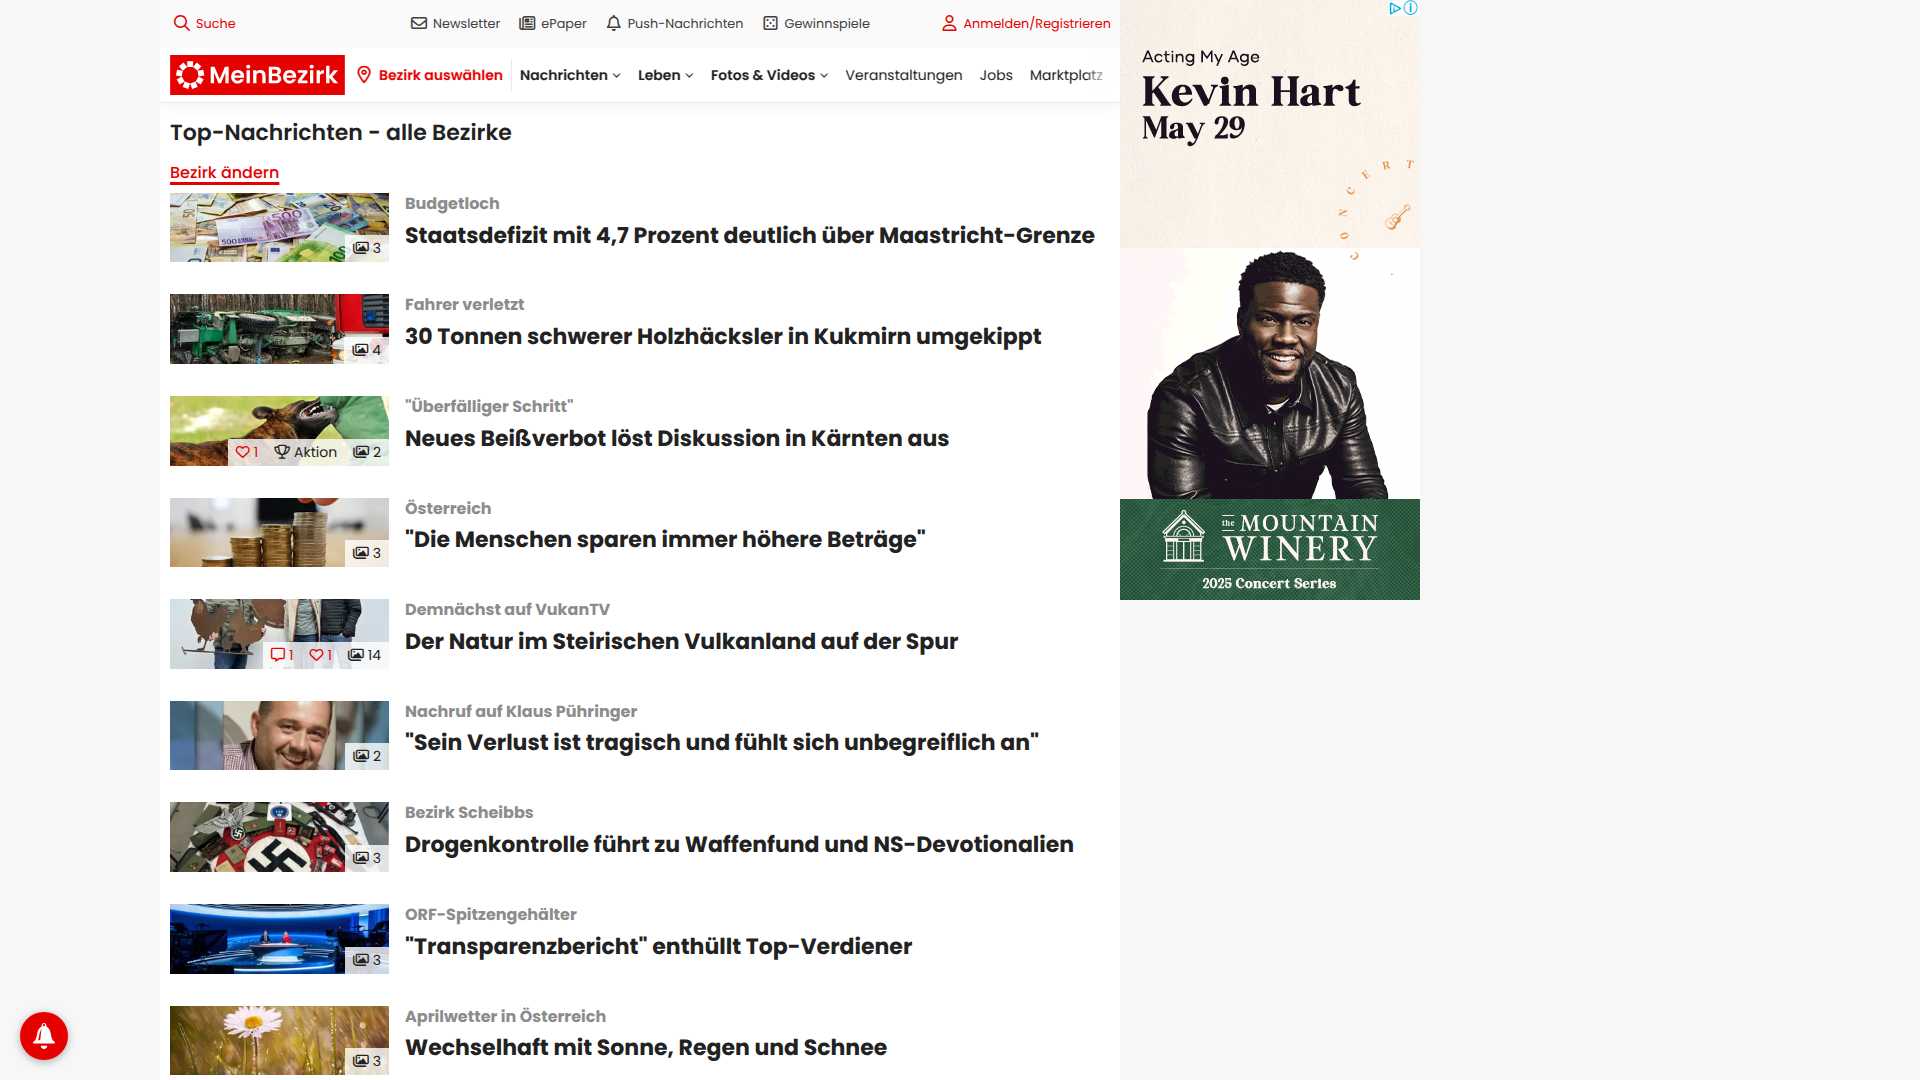 Suche
Newsletter
ePaper
Push-Nachrichten
Gewinnspiele
Anmelden/Registrieren
MeinBezirk
Bezirk auswählen
Nachrichten
Leben
Fotos & Videos
Veranstaltungen
Jobs
Marktplatz
Top-Nachrichten - alle Bezirke
Bezirk ändern
3
Budgetloch
Staatsdefizit mit 4,7 Prozent deutlich über Maastricht-Grenze
4
Fahrer verletzt
30 Tonnen schwerer Holzhäcksler in Kukmirn umgekippt
1 Aktion 2
"Überfälliger Schritt"
Neues Beißverbot löst Diskussion in Kärnten aus
3
Österreich
"Die Menschen sparen immer höhere Beträge"
1 1 14
Demnächst auf VukanTV
Der Natur im Steirischen Vulkanland auf der Spur
2
Nachruf auf Klaus Pühringer
"Sein Verlust ist tragisch und fühlt sich unbegreiflich an"
3
Bezirk Scheibbs
Drogenkontrolle führt zu Waffenfund und NS-Devotionalien
3
ORF-Spitzengehälter
"Transparenzbericht" enthüllt Top-Verdiener
3
Aprilwetter in Österreich
Wechselhaft mit Sonne, Regen und Schnee
Acting My Age
Kevin Hart
May 29
CONCERT
the MOUNTAIN
WINERY
2025 Concert Series